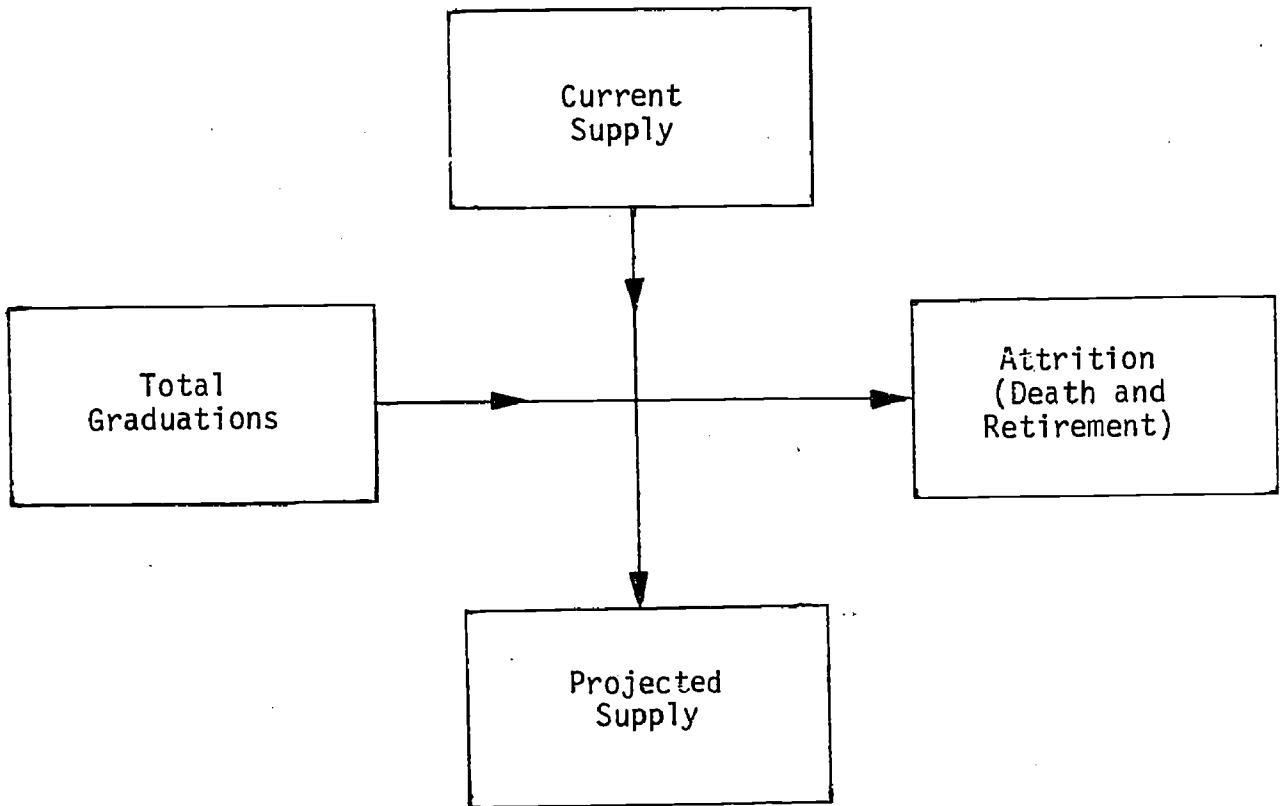 Current
Supply
Total
Graduations
Attrition
(Death and
Retirement)
Projected
Supply